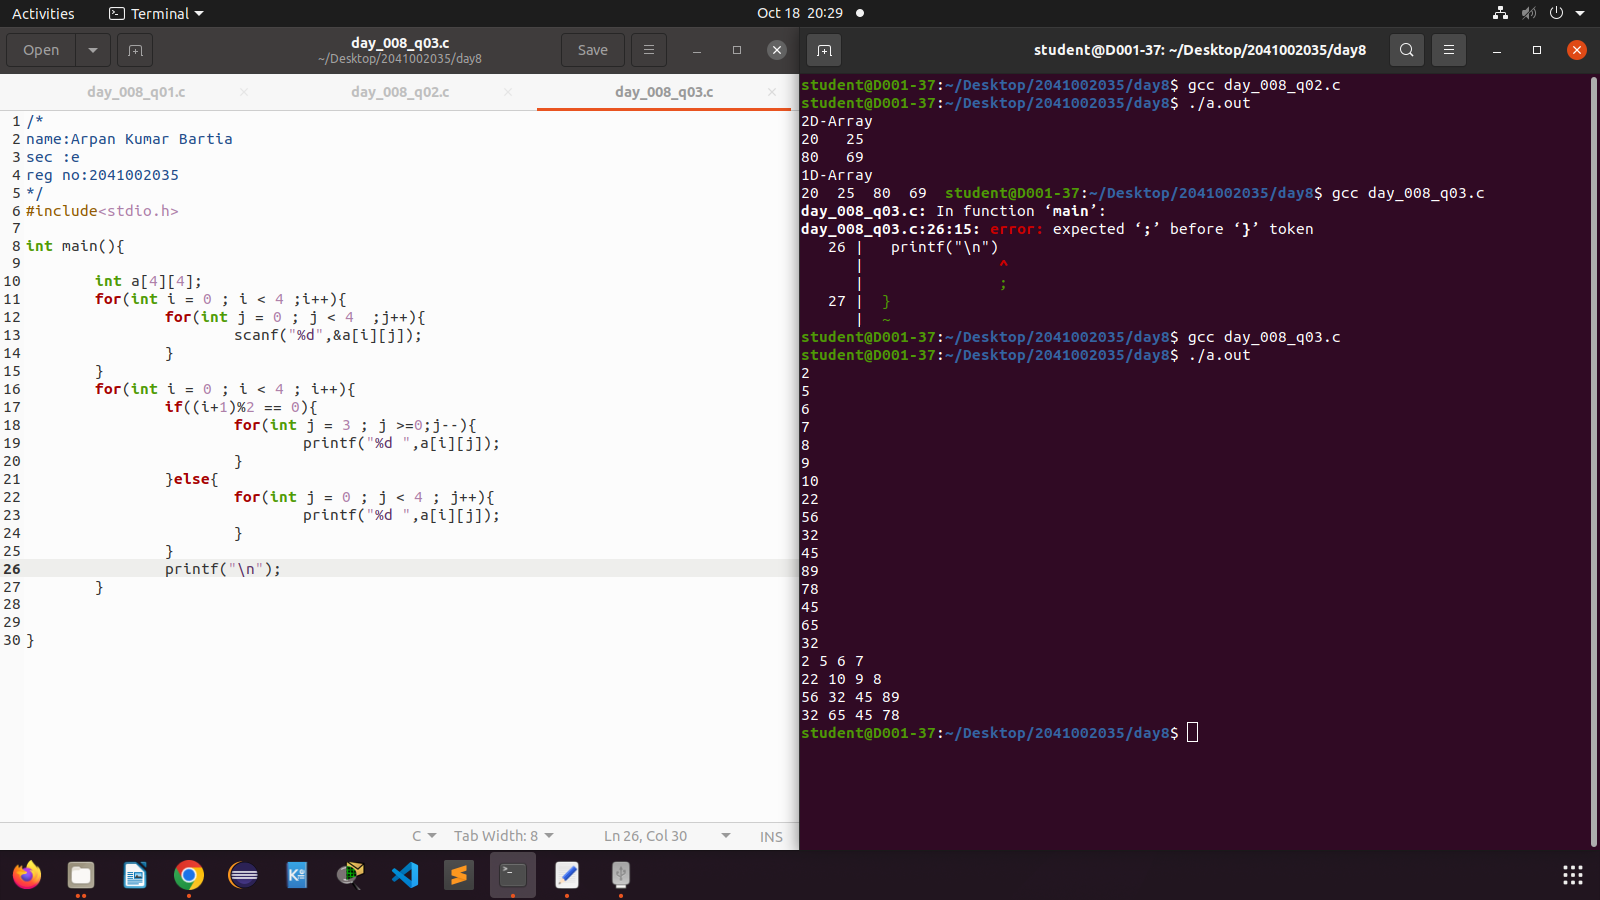 Activities Terminal Oct 18 20:29
Open day_008_q03.c Save
~/Desktop/2041002035/day8
day_008_q01.c day_008_q02.c day_008_q03.c
1 /*
2 name:Arpan Kumar Bartia
3 sec :e
4 reg no:2041002035
5 */
6 #include<stdio.h>
7
8 int main(){
9
10 int a[4][4];
11 for(int i = 0 ; i < 4 ;i++){
12 for(int j = 0 ; j < 4 ;j++){
13 scanf("%d",&a[i][j]);
14 }
15 }
16 for(int i = 0 ; i < 4 ; i++){
17 if((i+1)%2 == 0){
18 for(int j = 3 ; j >=0;j--){
19 printf("%d ",a[i][j]);
20 }
21 }else{
22 for(int j = 0 ; j < 4 ; j++){
23 printf("%d ",a[i][j]);
24 }
25 }
26 printf("\n");
27 }
28
29
30 }
C Tab Width: 8 Ln 26, Col 30 INS
student@D001-37: ~/Desktop/2041002035/day8
student@D001-37:~/Desktop/2041002035/day8$ gcc day_008_q02.c
student@D001-37:~/Desktop/2041002035/day8$ ./a.out
2D-Array
20 25
80 69
1D-Array
20 25 80 69 student@D001-37:~/Desktop/2041002035/day8$ gcc day_008_q03.c
day_008_q03.c: In function ‘main’:
day_008_q03.c:26:15: error: expected ‘;’ before ‘}’ token
26 | printf("\n")
| ^
| ;
27 | }
| ~
student@D001-37:~/Desktop/2041002035/day8$ gcc day_008_q03.c
student@D001-37:~/Desktop/2041002035/day8$ ./a.out
2
5
6
7
8
9
10
22
56
32
45
89
78
45
65
32
2 5 6 7
22 10 9 8
56 32 45 89
32 65 45 78
student@D001-37:~/Desktop/2041002035/day8$